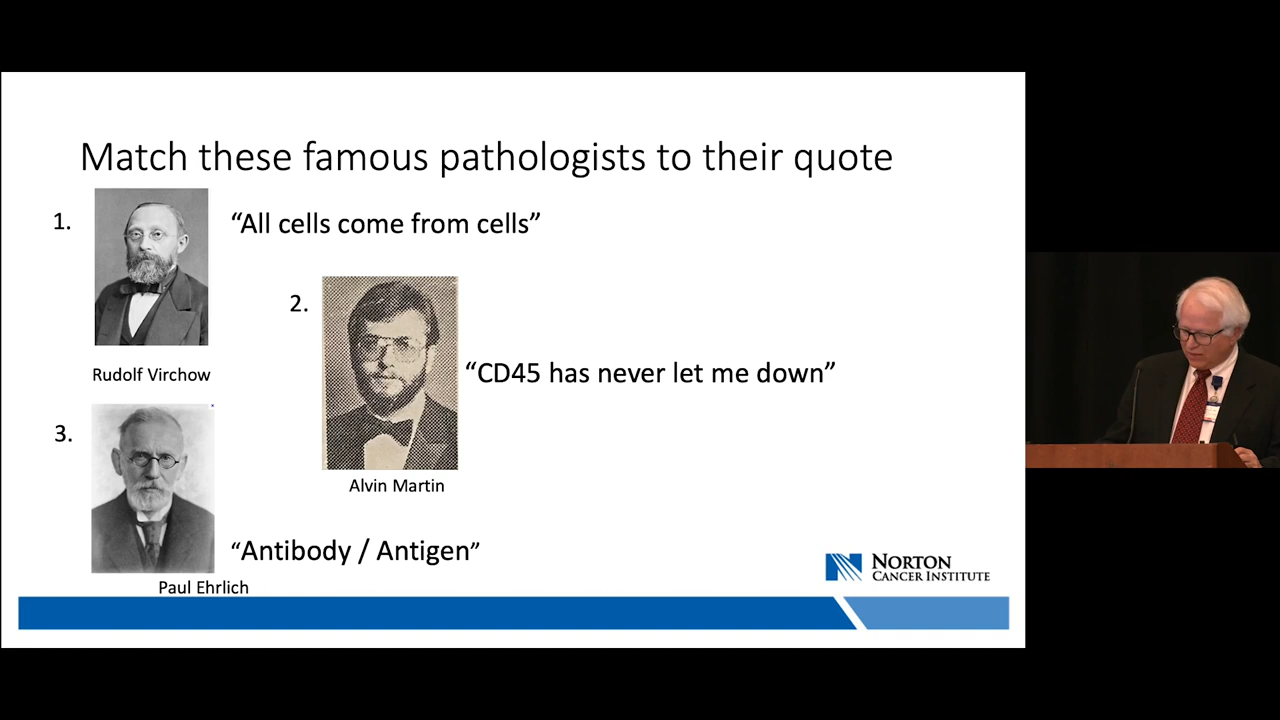 Match these famous pathologists to their quote
1.
“All cells come from cells”
Rudolf Virchow
2.
“CD45 has never let me down”
Alvin Martin
3.
“Antibody / Antigen”
Paul Ehrlich
NORTON
CANCER INSTITUTE